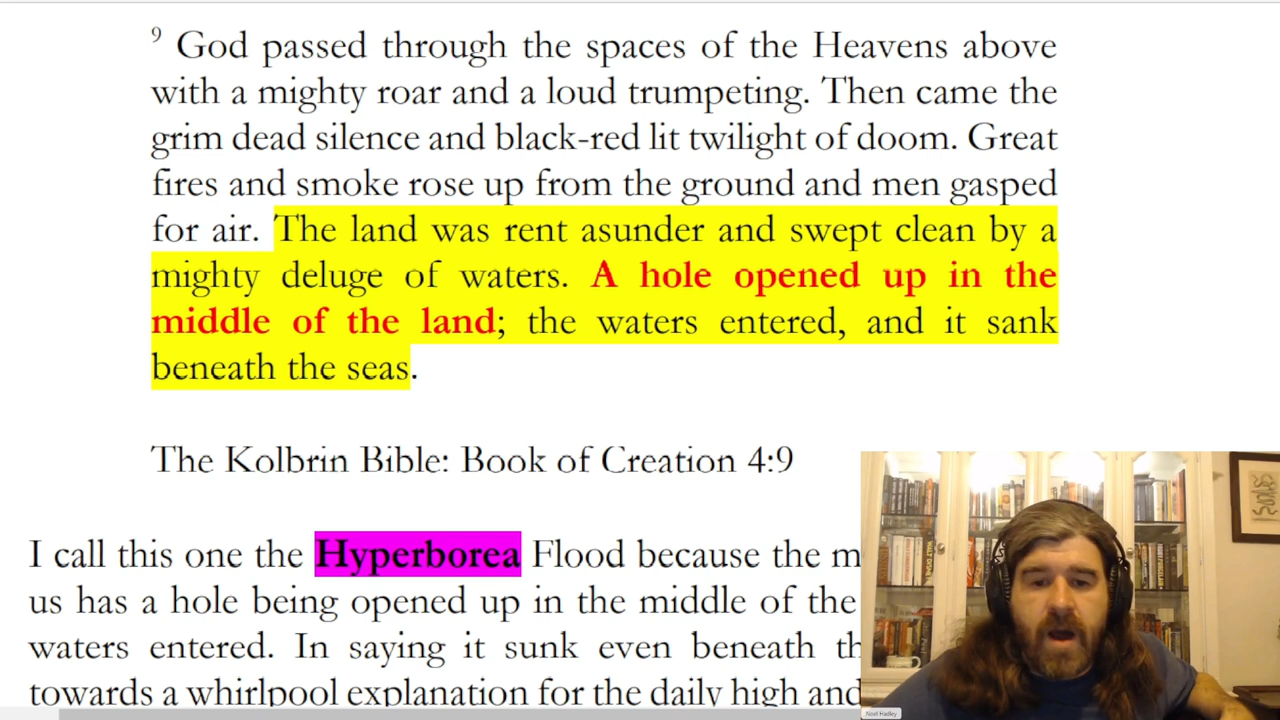 9 God passed through the spaces of the Heavens above
with a mighty roar and a loud trumpeting. Then came the
grim dead silence and black-red lit twilight of doom. Great
fires and smoke rose up from the ground and men gasped
for air. The land was rent asunder and swept clean by a
mighty deluge of waters. A hole opened up in the
middle of the land; the waters entered, and it sank
beneath the seas.
The Kolbrin Bible: Book of Creation 4:9
I call this one the Hyperborea Flood because the m
us has a hole being opened up in the middle of the
waters entered. In saying it sunk even beneath th
towards a whirlpool explanation for the daily high and
Noel Hadley